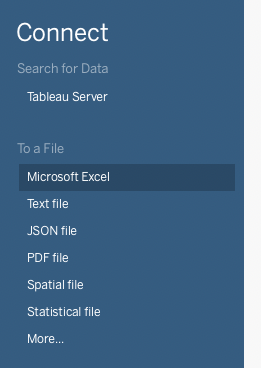 Connect
Search for Data
Tableau Server
To a File
Microsoft Excel
Text file
JSON file
PDF file
Spatial file
Statistical file
More...